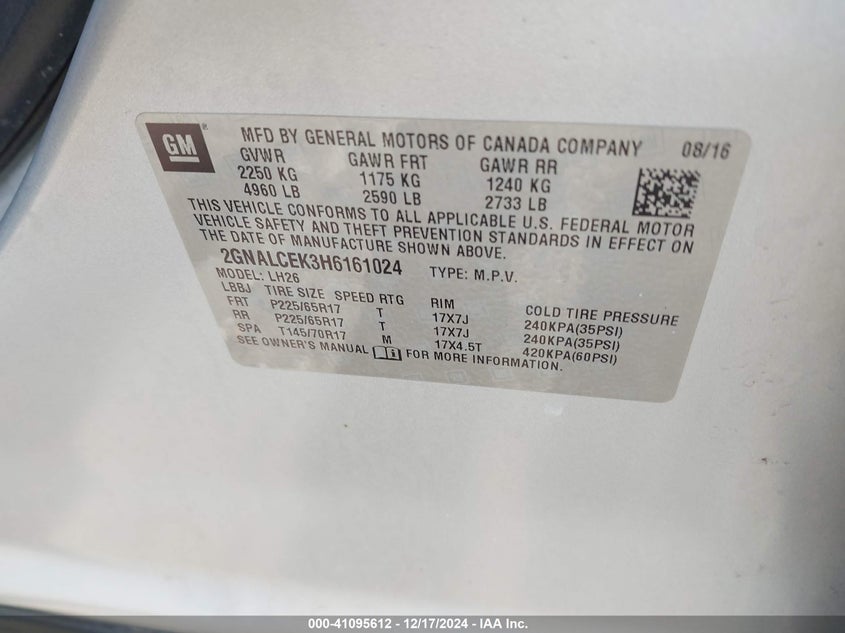 GM
MFD BY GENERAL MOTORS OF CANADA COMPANY 08/16
GVWR GAWR FRT GAWR RR
2250 KG 1175 KG 1240 KG
4960 LB 2590 LB 2733 LB
THIS VEHICLE CONFORMS TO ALL APPLICABLE U.S. FEDERAL MOTOR
VEHICLE SAFETY AND THEFT PREVENTION STANDARDS IN EFFECT ON
THE DATE OF MANUFACTURE SHOWN ABOVE.
2GNALCEK3H6161024 TYPE: M.P.V.
MODEL: LH26
LBBJ TIRE SIZE SPEED RTG RIM COLD TIRE PRESSURE
FRT P225/65R17 T 17X7J 240KPA(35PSI)
RR P225/65R17 T 17X7J 240KPA(35PSI)
SPA T145/70R17 M 17X4.5T 420KPA(60PSI)
SEE OWNER'S MANUAL FOR MORE INFORMATION.
000-41095612 - 12/17/2024 - IAA Inc.